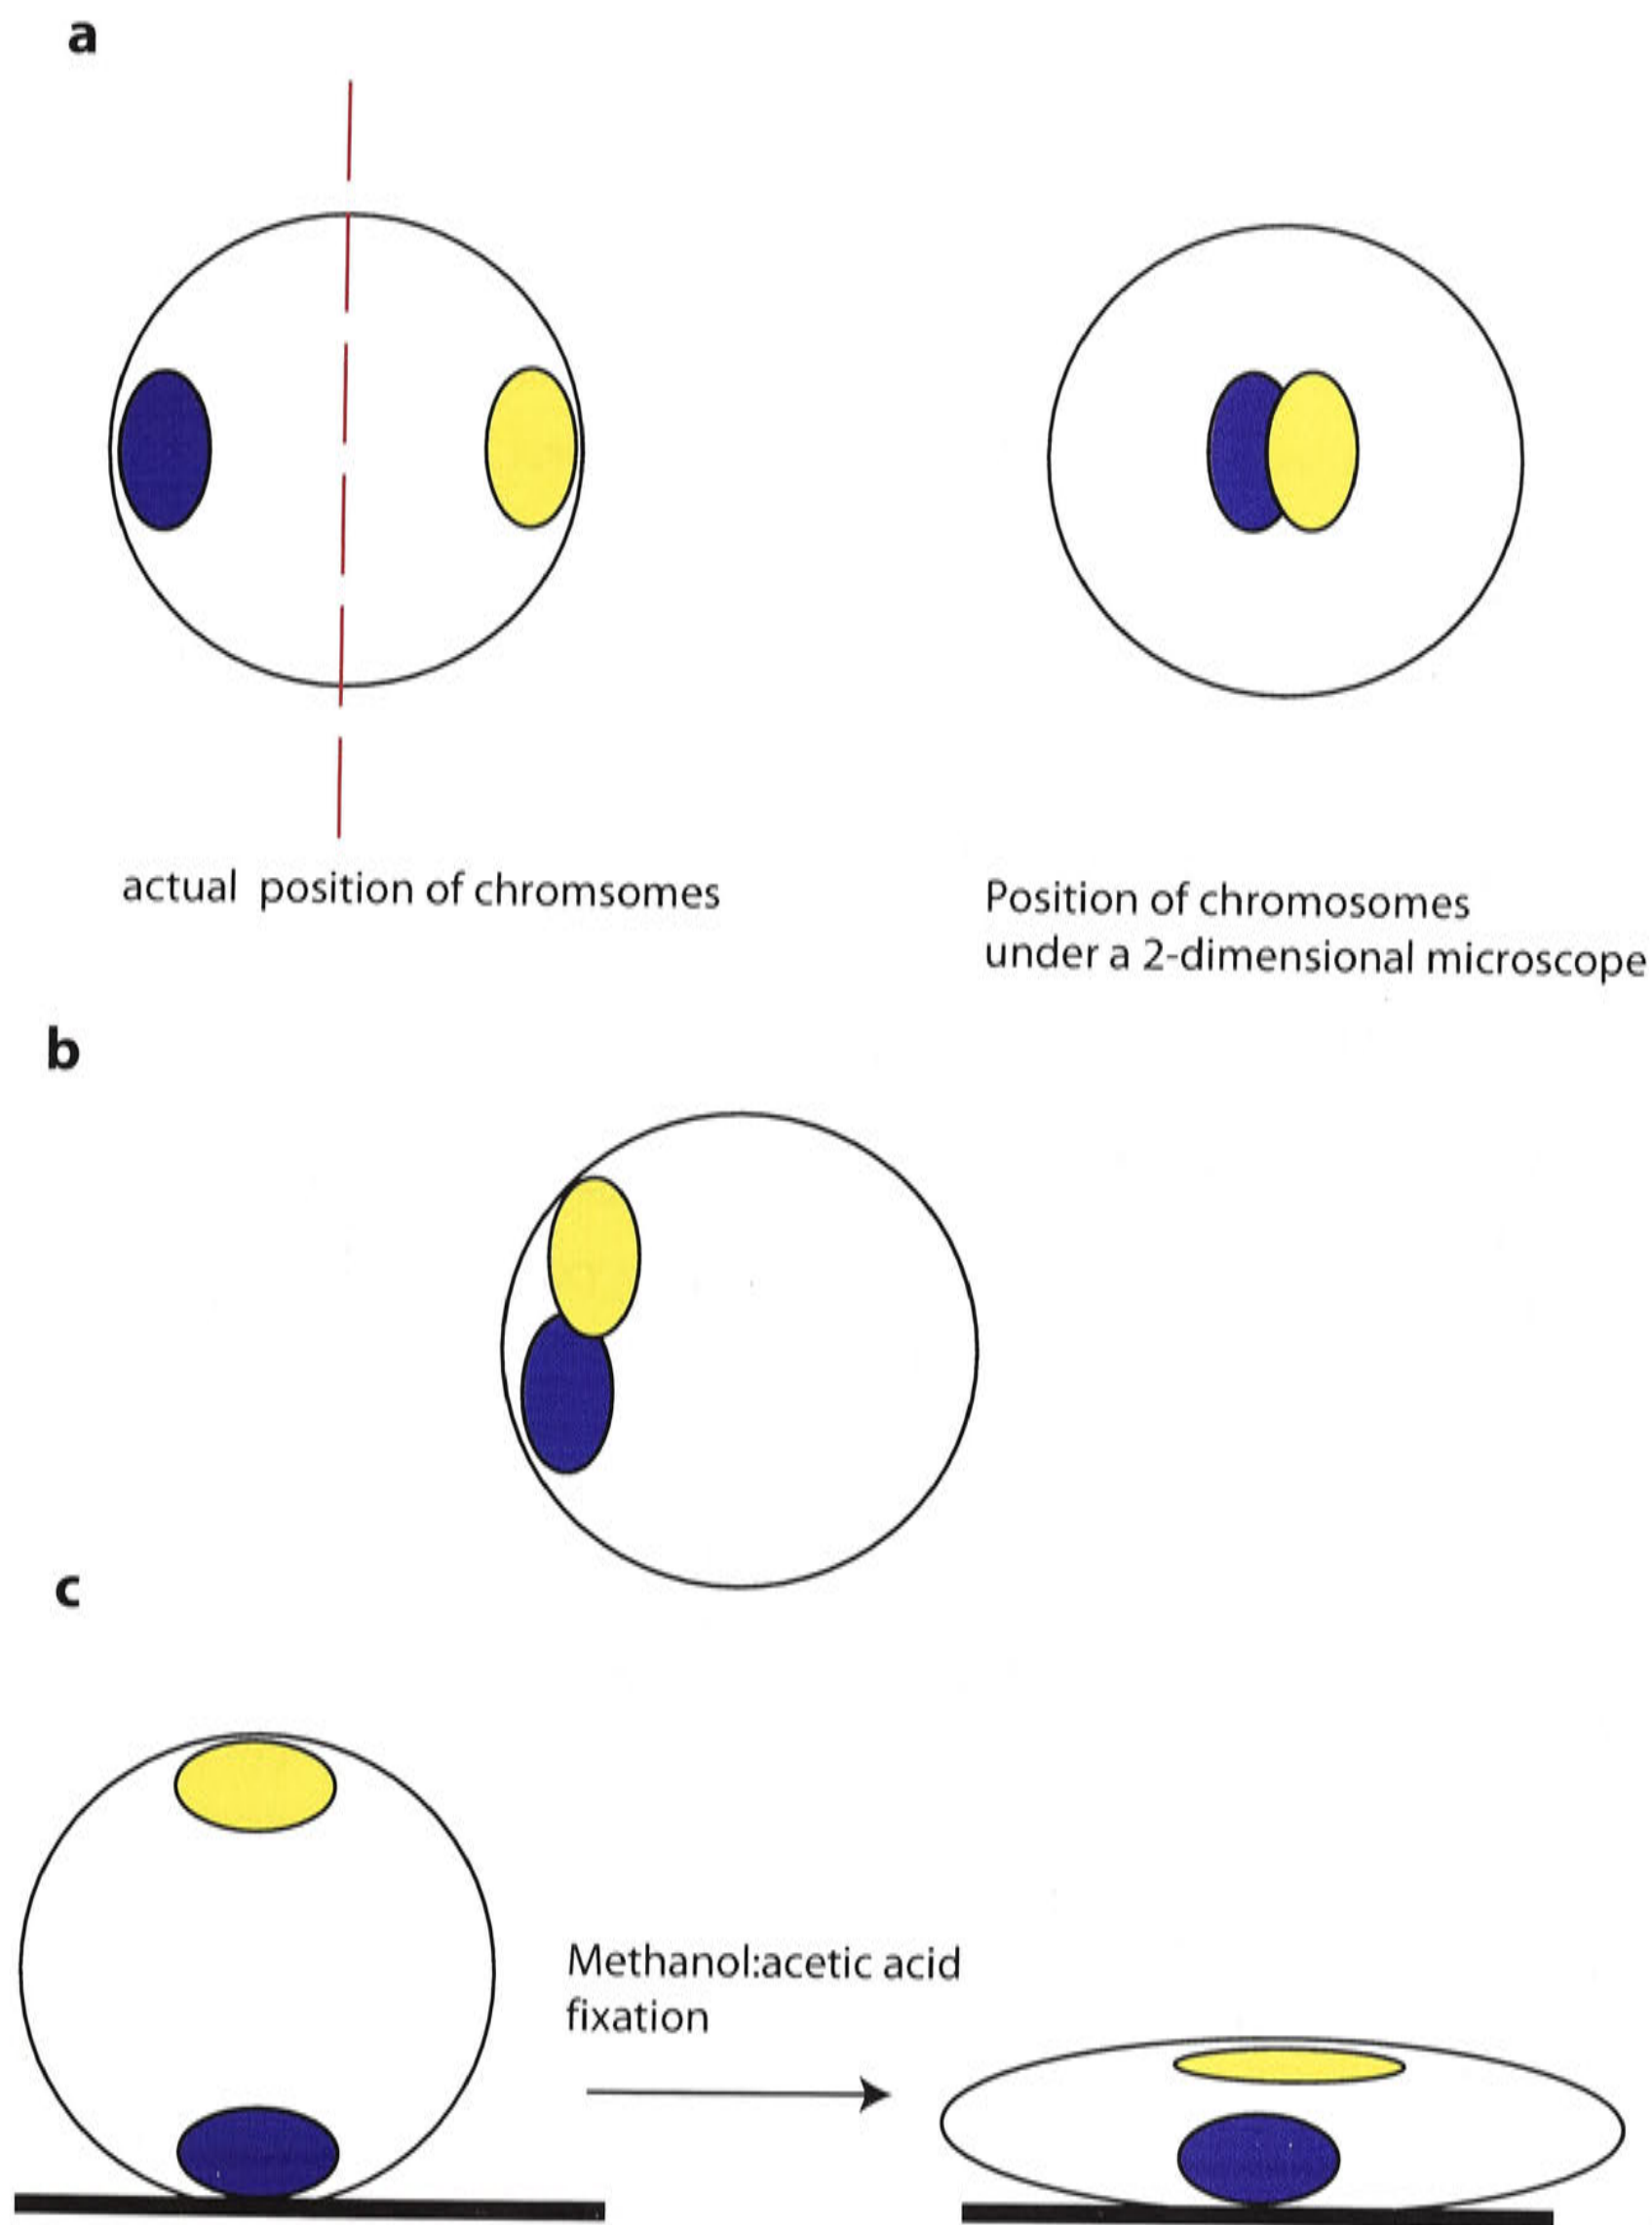 a
actual position of chromsomes
Position of chromosomes
under a 2-dimensional microscope
b
c
Methanol:acetic acid
fixation